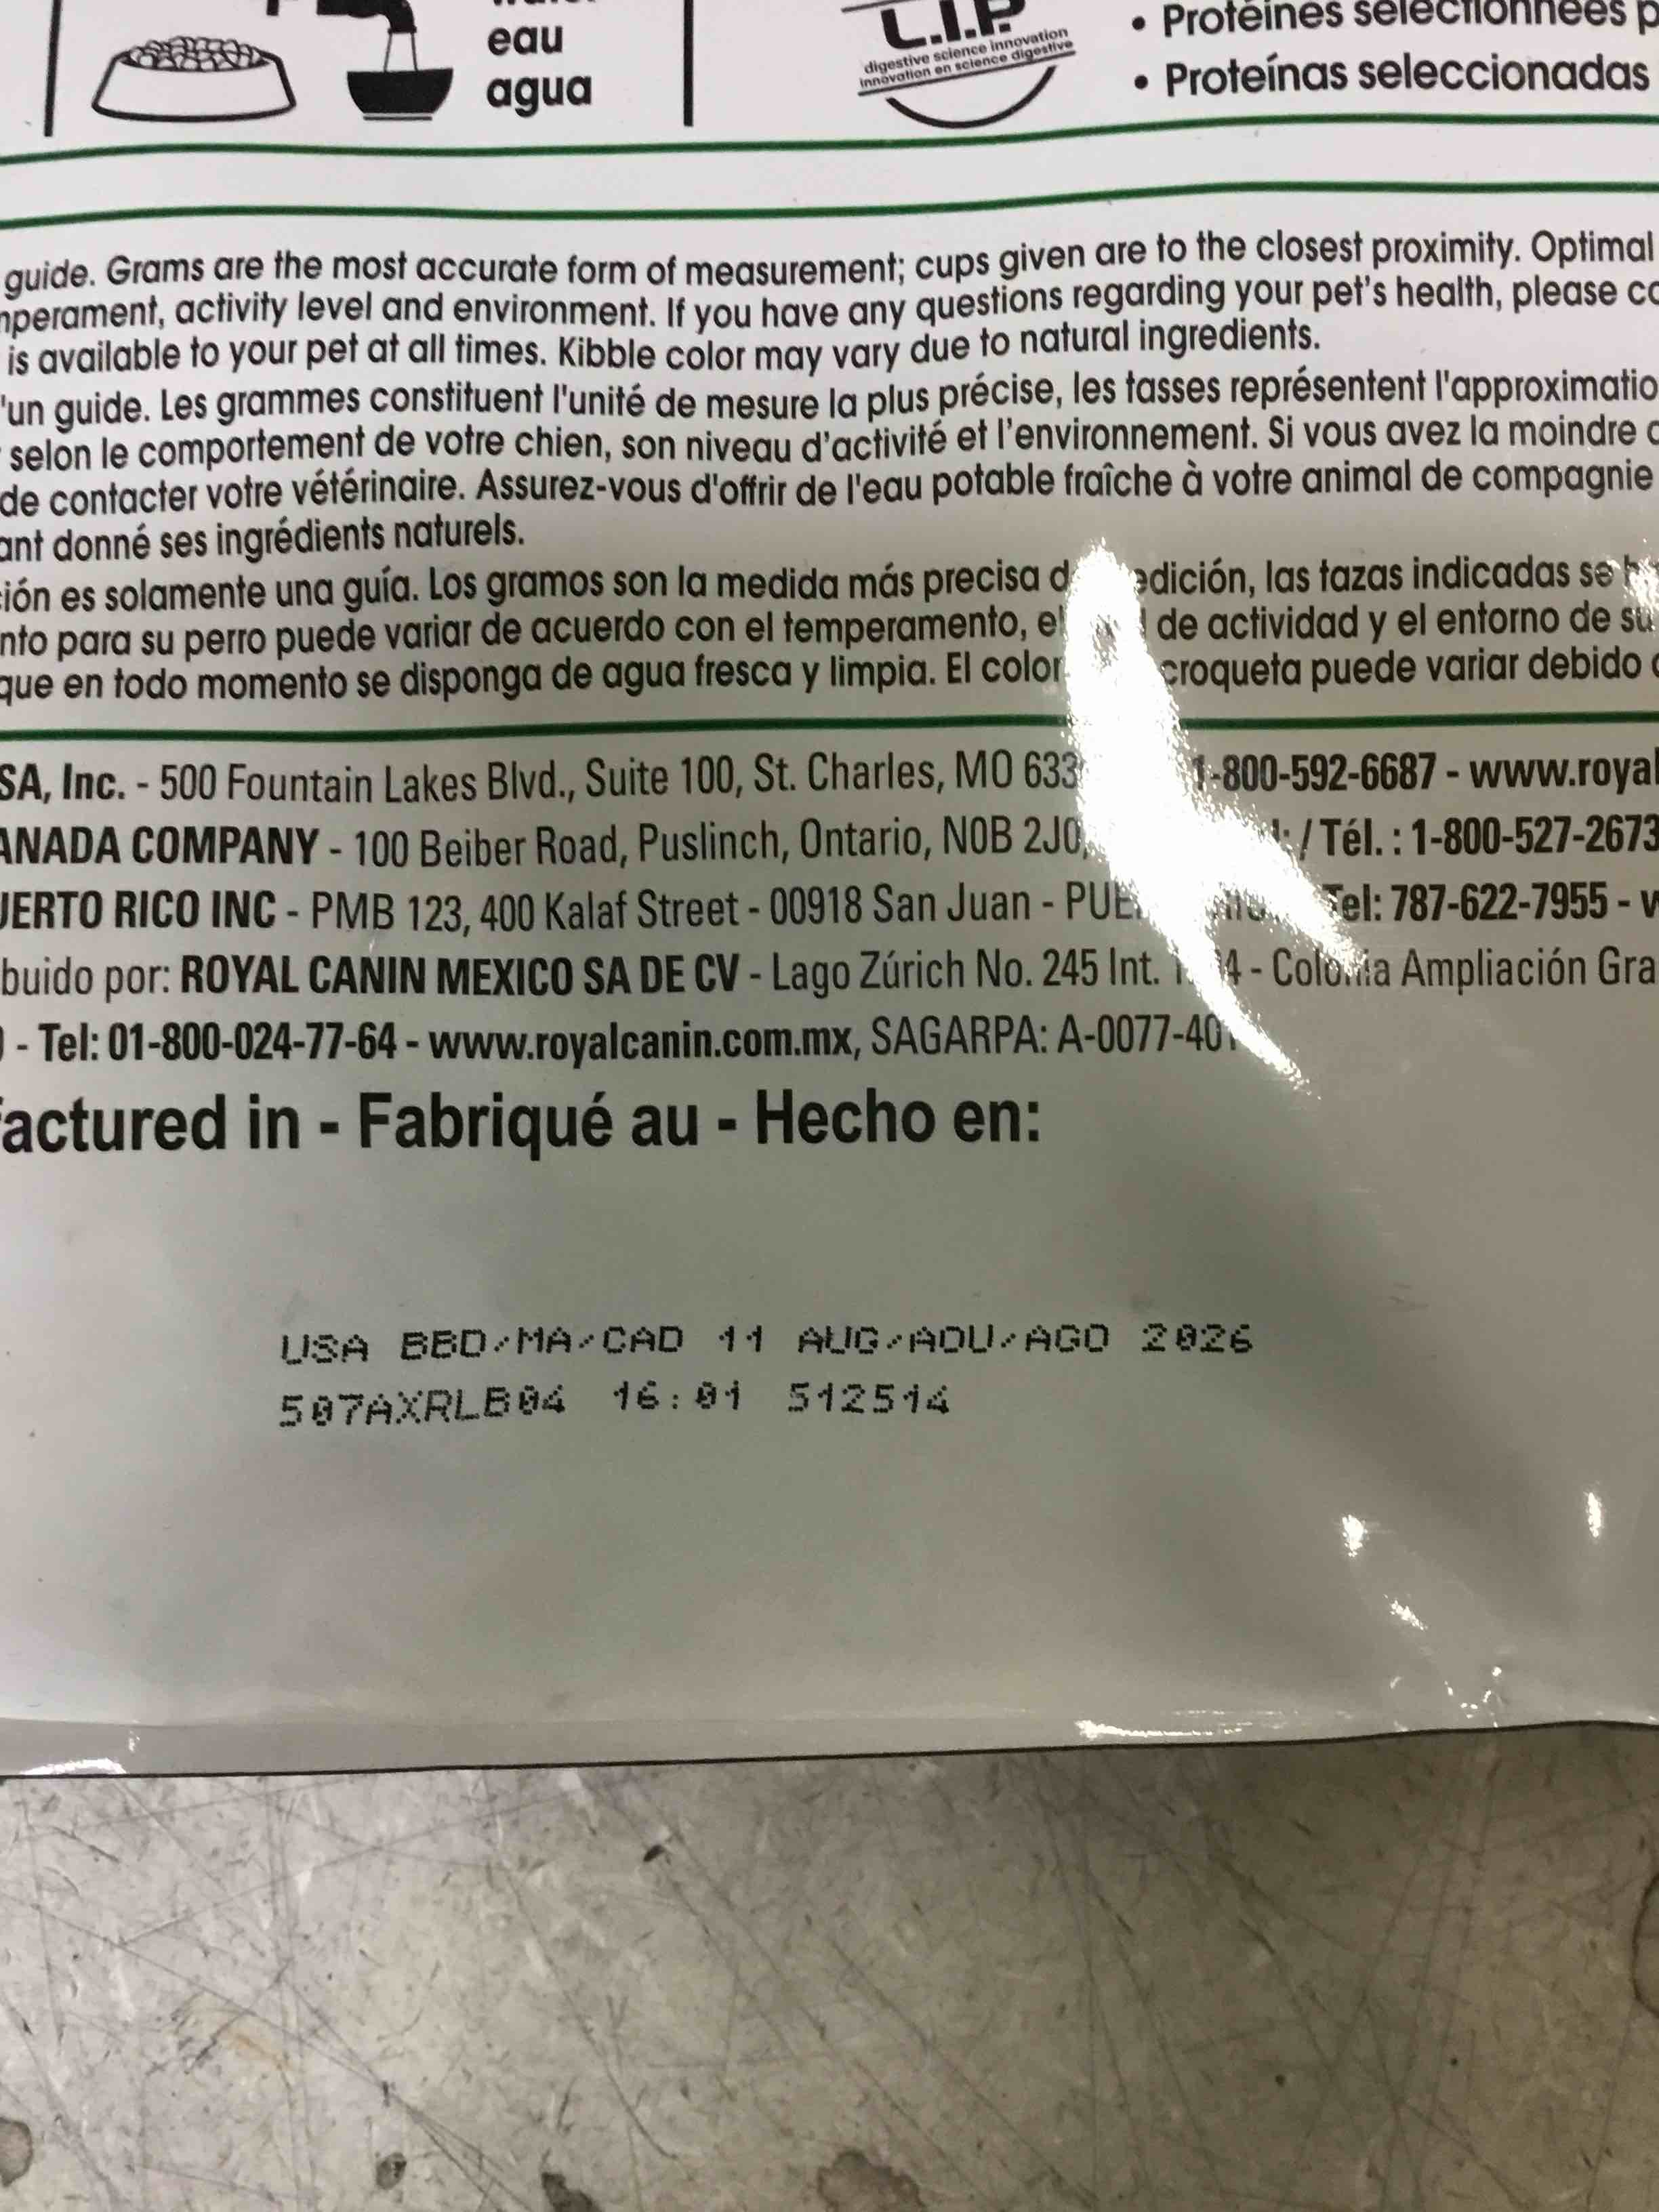 eau
agua
L.I.P.
digestive science innovation
innovation en science digestive
• Protéines sélectionnées
• Proteínas seleccionadas
guide. Grams are the most accurate form of measurement; cups given are to the closest proximity. Optimal
mperament, activity level and environment. If you have any questions regarding your pet's health, please
is available to your pet at all times. Kibble color may vary due to natural ingredients.
'un guide. Les grammes constituent l'unité de mesure la plus précise, les tasses représentent l'approximatio
selon le comportement de votre chien, son niveau d'activité et l'environnement. Si vous avez la moindre
de contacter votre vétérinaire. Assurez-vous d'offrir de l'eau potable fraîche à votre animal de compagnie
ant donné ses ingrédients naturels.
ión es solamente una guía. Los gramos son la medida más precisa edición, las tazas indicadas se
nto para su perro puede variar de acuerdo con el temperamento, el de actividad y el entorno de su
que en todo momento se disponga de agua fresca y limpia. El color croqueta puede variar debido
SA, Inc. - 500 Fountain Lakes Blvd., Suite 100, St. Charles, MO 633 1-800-592-6687 - www.royal
ANADA COMPANY - 100 Beiber Road, Puslinch, Ontario, N0B 2J0, / Tél. : 1-800-527-2673
UERTO RICO INC - PMB 123, 400 Kalaf Street - 00918 San Juan - Tel: 787-622-7955 -
buido por: ROYAL CANIN MEXICO SA DE CV - Lago Zúrich No. 245 Int. - Colonia Ampliación Gra
- Tel: 01-800-024-77-64 - www.royalcanin.com.mx, SAGARPA: A-0077-40
factured in - Fabriqué au - Hecho en:
USA BBD/MA/CAD 11 AUG/AOU/AGO 2026
507AXRLB04 16:01 512514